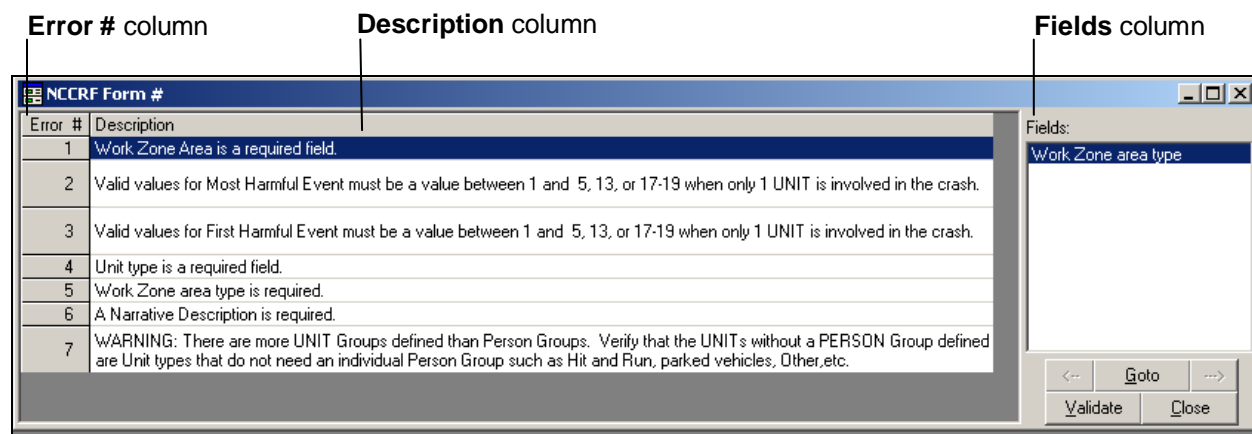 Error # column Description column Fields column
NCCRF Form #
Error # Description Fields:
1 Work Zone Area is a required field. Work Zone area type
2 Valid values for Most Harmful Event must be a value between 1 and  5, 13, or 17-19 when only 1 UNIT is involved in the crash.
3 Valid values for First Harmful Event must be a value between 1 and  5, 13, or 17-19 when only 1 UNIT is involved in the crash.
4 Unit type is a required field.
5 Work Zone area type is required.
6 A Narrative Description is required.
7 WARNING: There are more UNIT Groups defined than Person Groups.  Verify that the UNITs without a PERSON Group defined
are Unit types that do not need an individual Person Group such as Hit and Run, parked vehicles, Other,etc.
<-- Goto --->
Validate Close